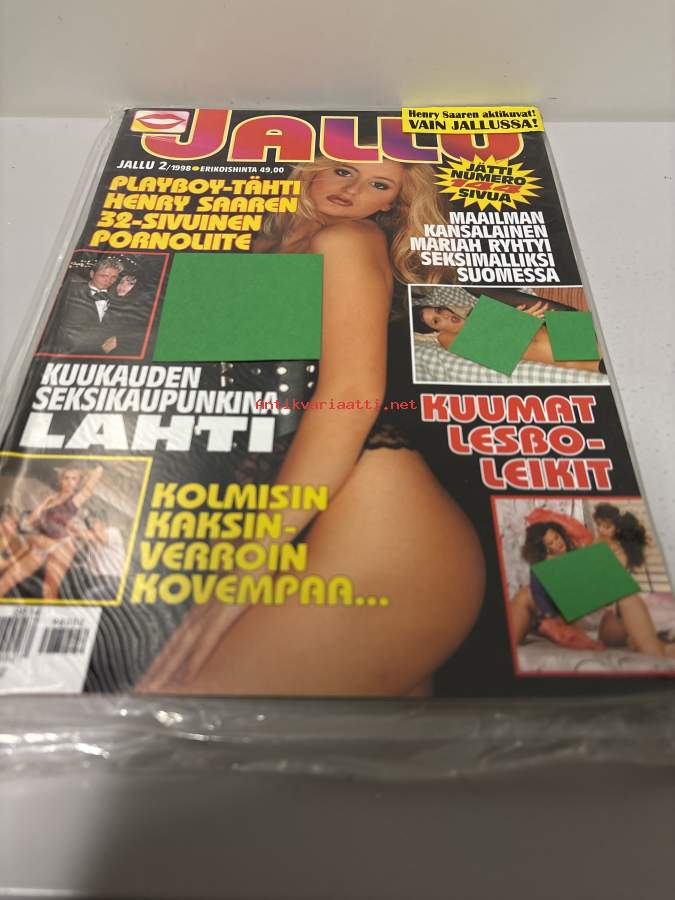 Henry Saaren aktikuvat!
VAIN JALLUSSA!
JALLU
JALLU 2/1998 ● ERIKOISHINTA 49,00
JÄTTI
NUMERO
144
SIVUA
PLAYBOY-TÄHTI
HENRY SAAREN
32-SIVUINEN
PORNOLIITE
MAAILMAN
KANSALAINEN
MARIAH RYHTYI
SEKSIMALLIKSI
SUOMESSA
KUUKAUDEN
SEKSIKAUPUNKINA
LAHTI
Antikvariaatti.net
KUUMAT
LESBO-
LEIKIT
KOLMISIN
KAKSIN-
VERROIN
KOVEMPAA...